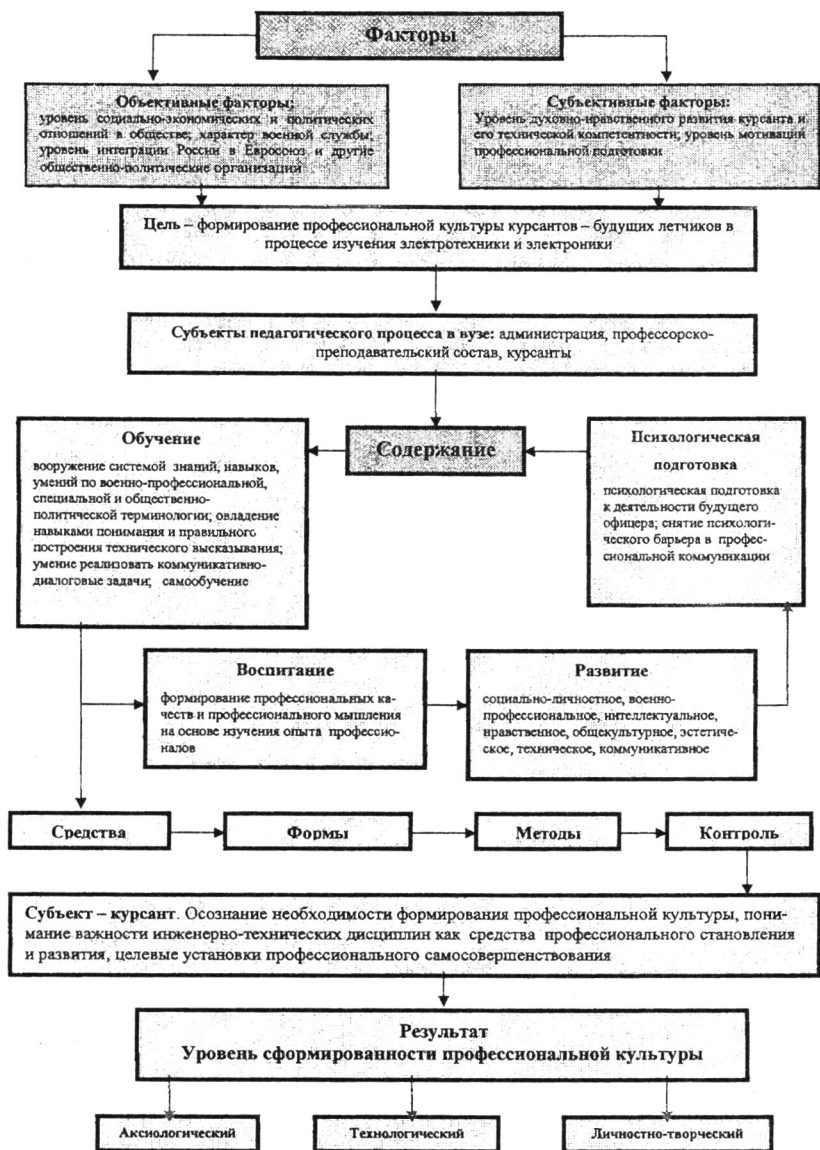 Факторы
Объективные факторы:
уровень социально-экономических и политических
отношений в обществе; характер военной службы;
уровень интеграции России в Евросоюз и другие
общественно-политические организации
Субъективные факторы:
Уровень духовно-нравственного развития курсанта и
его технической компетентности; уровень мотиваций
профессиональной подготовки
Цель – формирование профессиональной культуры курсантов – будущих летчиков в
процессе изучения электротехники и электроники
Субъекты педагогического процесса в вузе: администрация, профессорско-
преподавательский состав, курсанты
Обучение
вооружение системой знаний, навыков,
умений по военно-профессиональной,
специальной и общественно-
политической терминологии; овладение
навыками понимания и правильного
построения технического высказывания;
умение реализовать коммуникативно-
диалоговые задачи; самообучение
Содержание
Психологическая
подготовка
психологическая подготовка
к деятельности будущего
офицера; снятие психологи-
ческого барьера в профес-
сиональной коммуникации
Воспитание
формирование профессиональных ка-
честв и профессионального мышления
на основе изучения опыта профессио-
налов
Развитие
социально-личностное, военно-
профессиональное, интеллектуальное,
нравственное, общекультурное, эстетиче-
ское, техническое, коммуникативное
Средства
Формы
Методы
Контроль
Субъект – курсант. Осознание необходимости формирования профессиональной культуры, пони-
мание важности инженерно-технических дисциплин как средства профессионального становления
и развития, целевые установки профессионального самосовершенствования
Результат
Уровень сформированности профессиональной культуры
Аксиологический
Технологический
Личностно-творческий